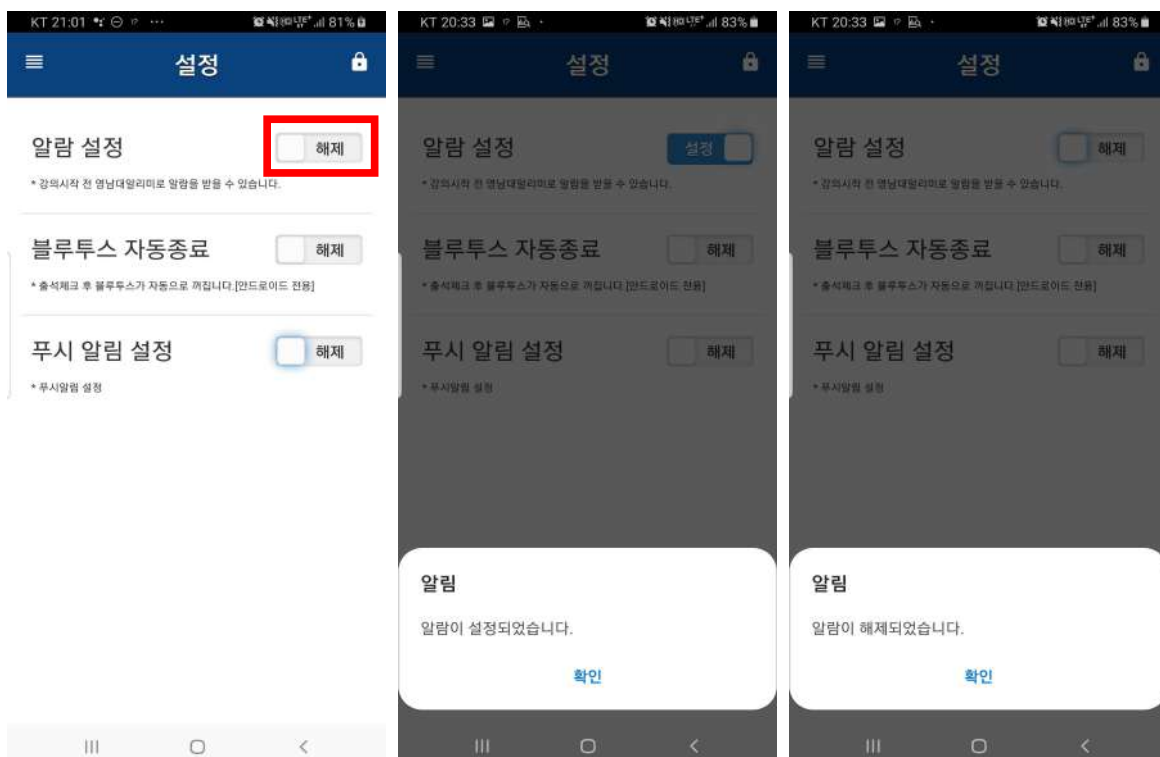 KT 21:01
81%
설정
알람 설정
해제
* 강의시작 전 영남대알리미로 알람을 받을 수 있습니다.
블루투스 자동종료
해제
* 출석체크 후 블루투스가 자동으로 꺼집니다.[안드로이드 전용]
푸시 알림 설정
해제
* 푸시알림 설정
KT 20:33
83%
설정
알람 설정
설정
* 강의시작 전 영남대알리미로 알람을 받을 수 있습니다.
블루투스 자동종료
해제
* 출석체크 후 블루투스가 자동으로 꺼집니다.[안드로이드 전용]
푸시 알림 설정
해제
* 푸시알림 설정
알림
알람이 설정되었습니다.
확인
KT 20:33
83%
설정
알람 설정
해제
* 강의시작 전 영남대알리미로 알람을 받을 수 있습니다.
블루투스 자동종료
해제
* 출석체크 후 블루투스가 자동으로 꺼집니다.[안드로이드 전용]
푸시 알림 설정
해제
* 푸시알림 설정
알림
알람이 해제되었습니다.
확인